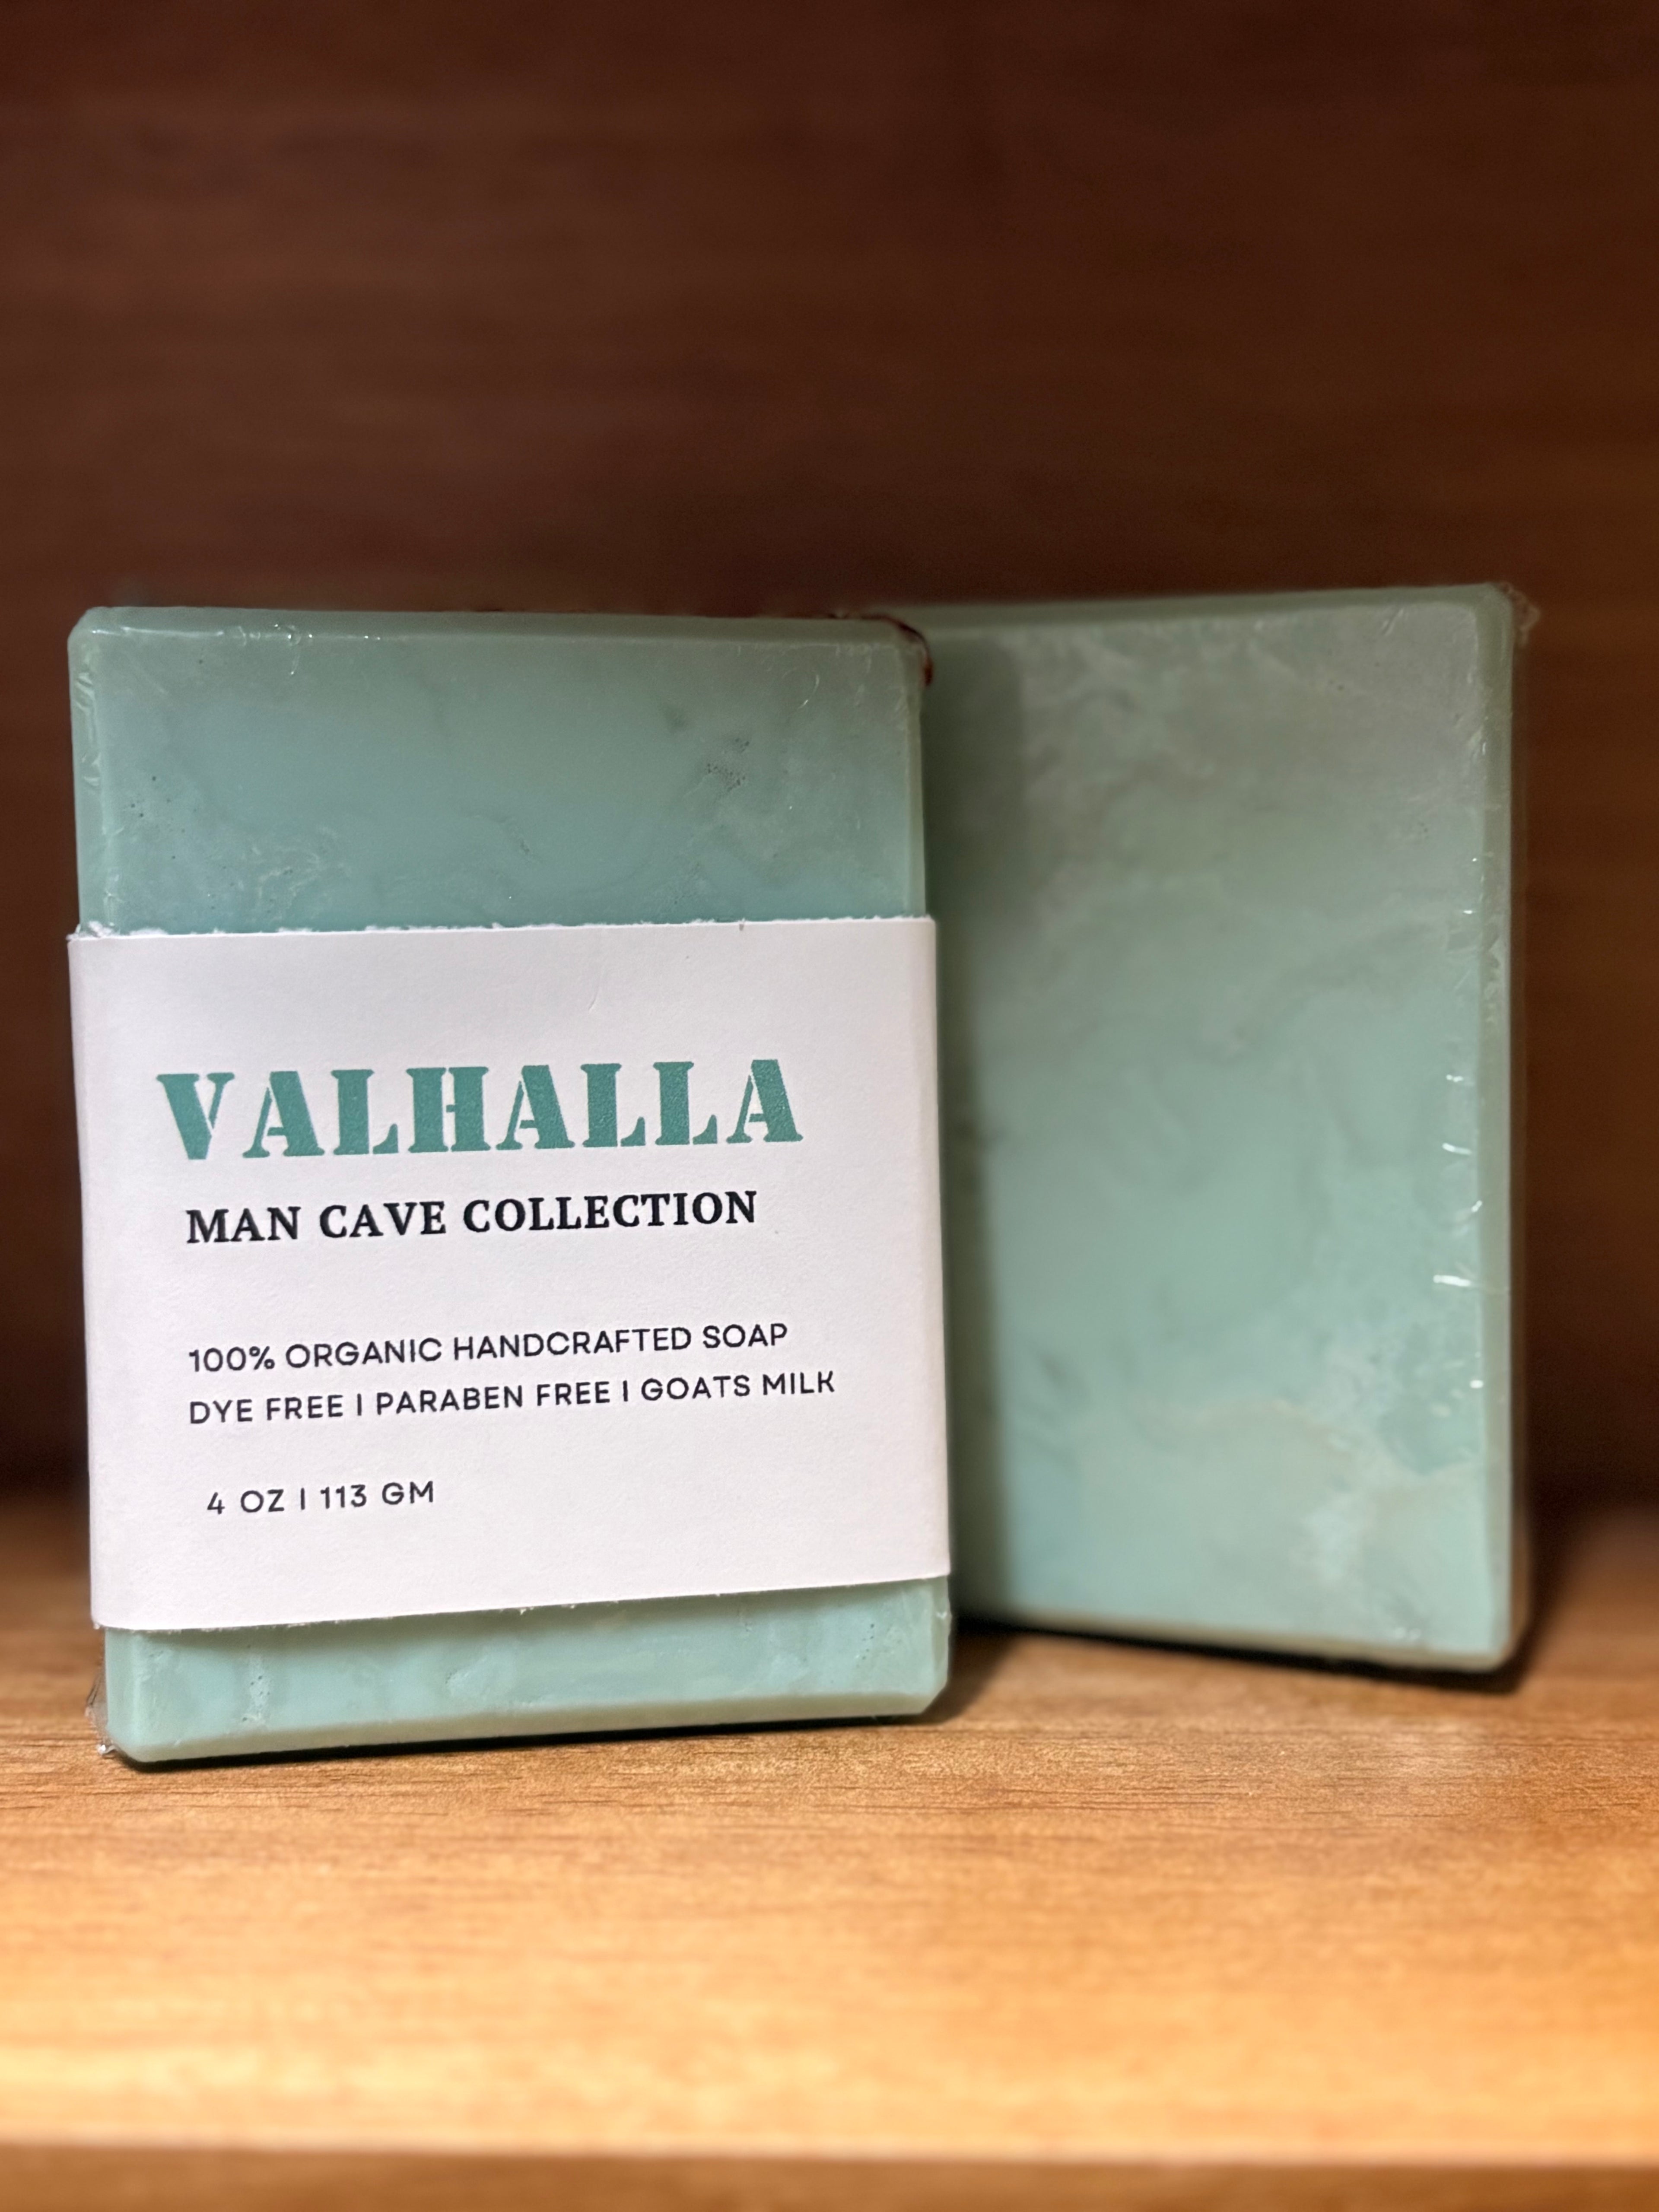 VALHALLA
MAN CAVE COLLECTION
100% ORGANIC HANDCRAFTED SOAP
DYE FREE | PARABEN FREE | GOATS MILK
4 OZ | 113 GM